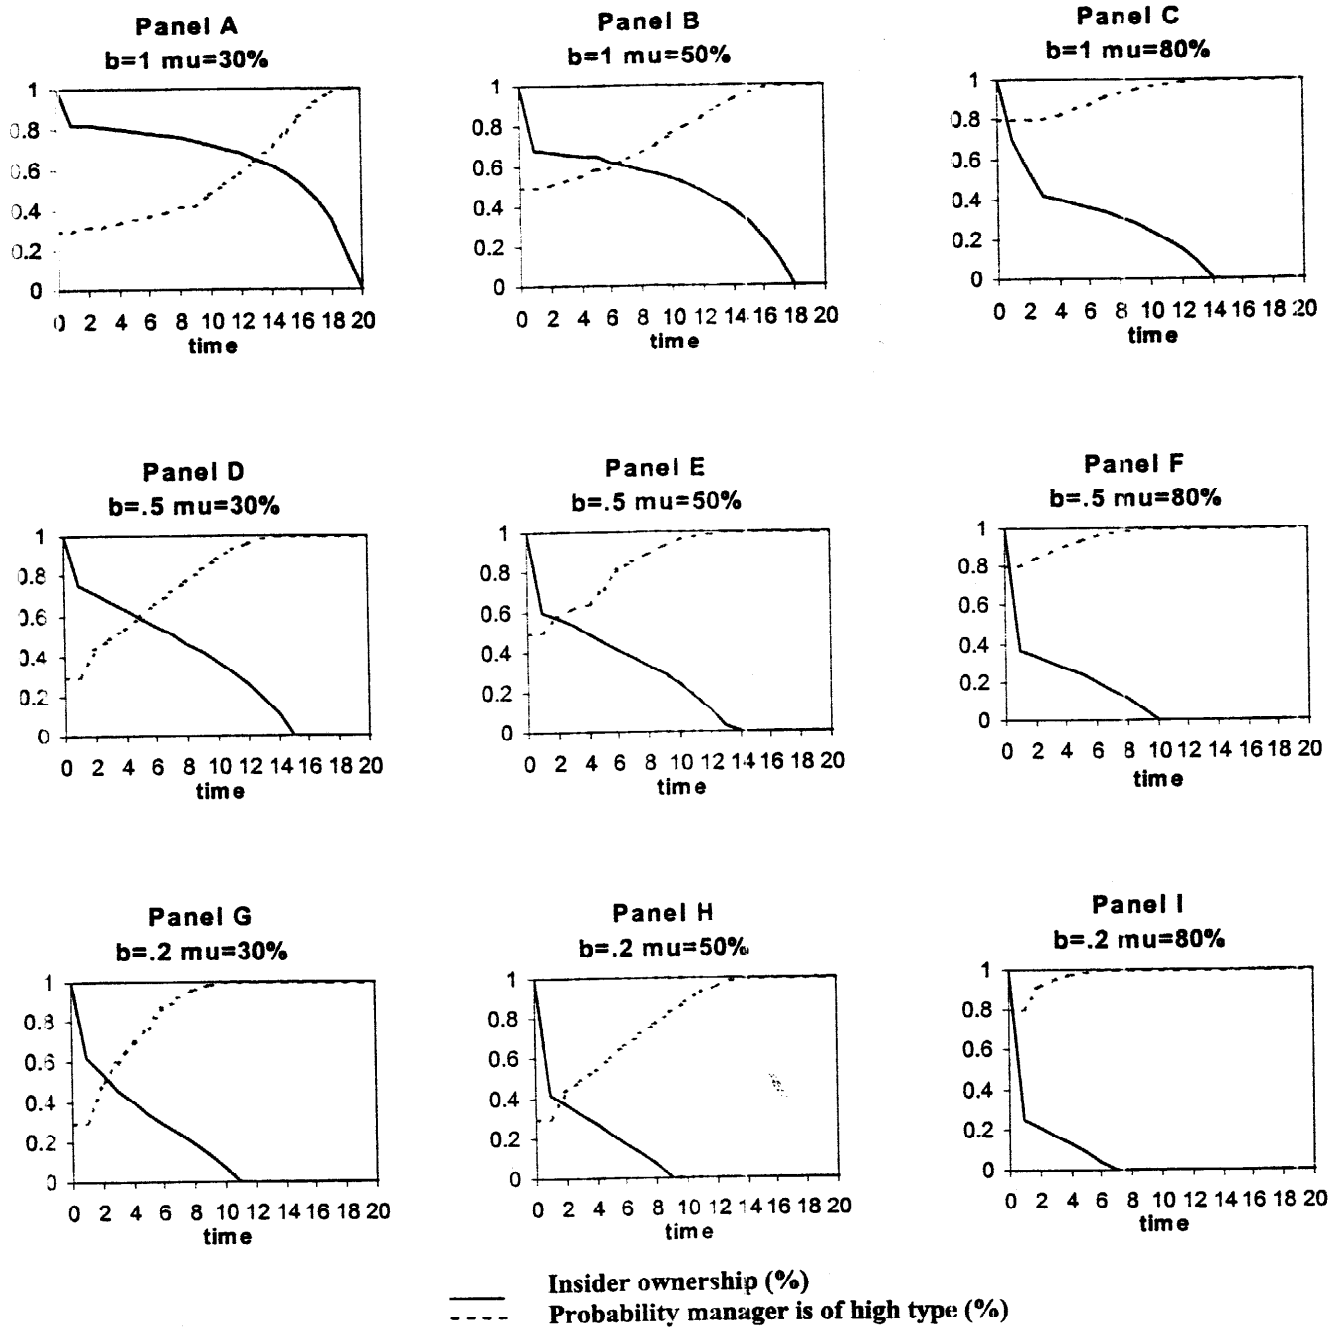 Panel A
b=1 mu=30%
1
0.8
0.6
0.4
0.2
0
0 2 4 6 8 10 12 14 16 18 20
time
Panel B
b=1 mu=50%
1
0.8
0.6
0.4
0.2
0
0 2 4 6 8 10 12 14 16 18 20
time
Panel C
b=1 mu=80%
1
0.8
0.6
0.4
0.2
0
0 2 4 6 8 10 12 14 16 18 20
time
Panel D
b=.5 mu=30%
1
0.8
0.6
0.4
0.2
0
0 2 4 6 8 10 12 14 16 18 20
time
Panel E
b=.5 mu=50%
1
0.8
0.6
0.4
0.2
0
0 2 4 6 8 10 12 14 16 18 20
time
Panel F
b=.5 mu=80%
1
0.8
0.6
0.4
0.2
0
0 2 4 6 8 10 12 14 16 18 20
time
Panel G
b=.2 mu=30%
1
0.8
0.6
0.4
0.2
0
0 2 4 6 8 10 12 14 16 18 20
time
Panel H
b=.2 mu=50%
1
0.8
0.6
0.4
0.2
0
0 2 4 6 8 10 12 14 16 18 20
time
Panel I
b=.2 mu=80%
1
0.8
0.6
0.4
0.2
0
0 2 4 6 8 10 12 14 16 18 20
time
Insider ownership (%)
Probability manager is of high type (%)